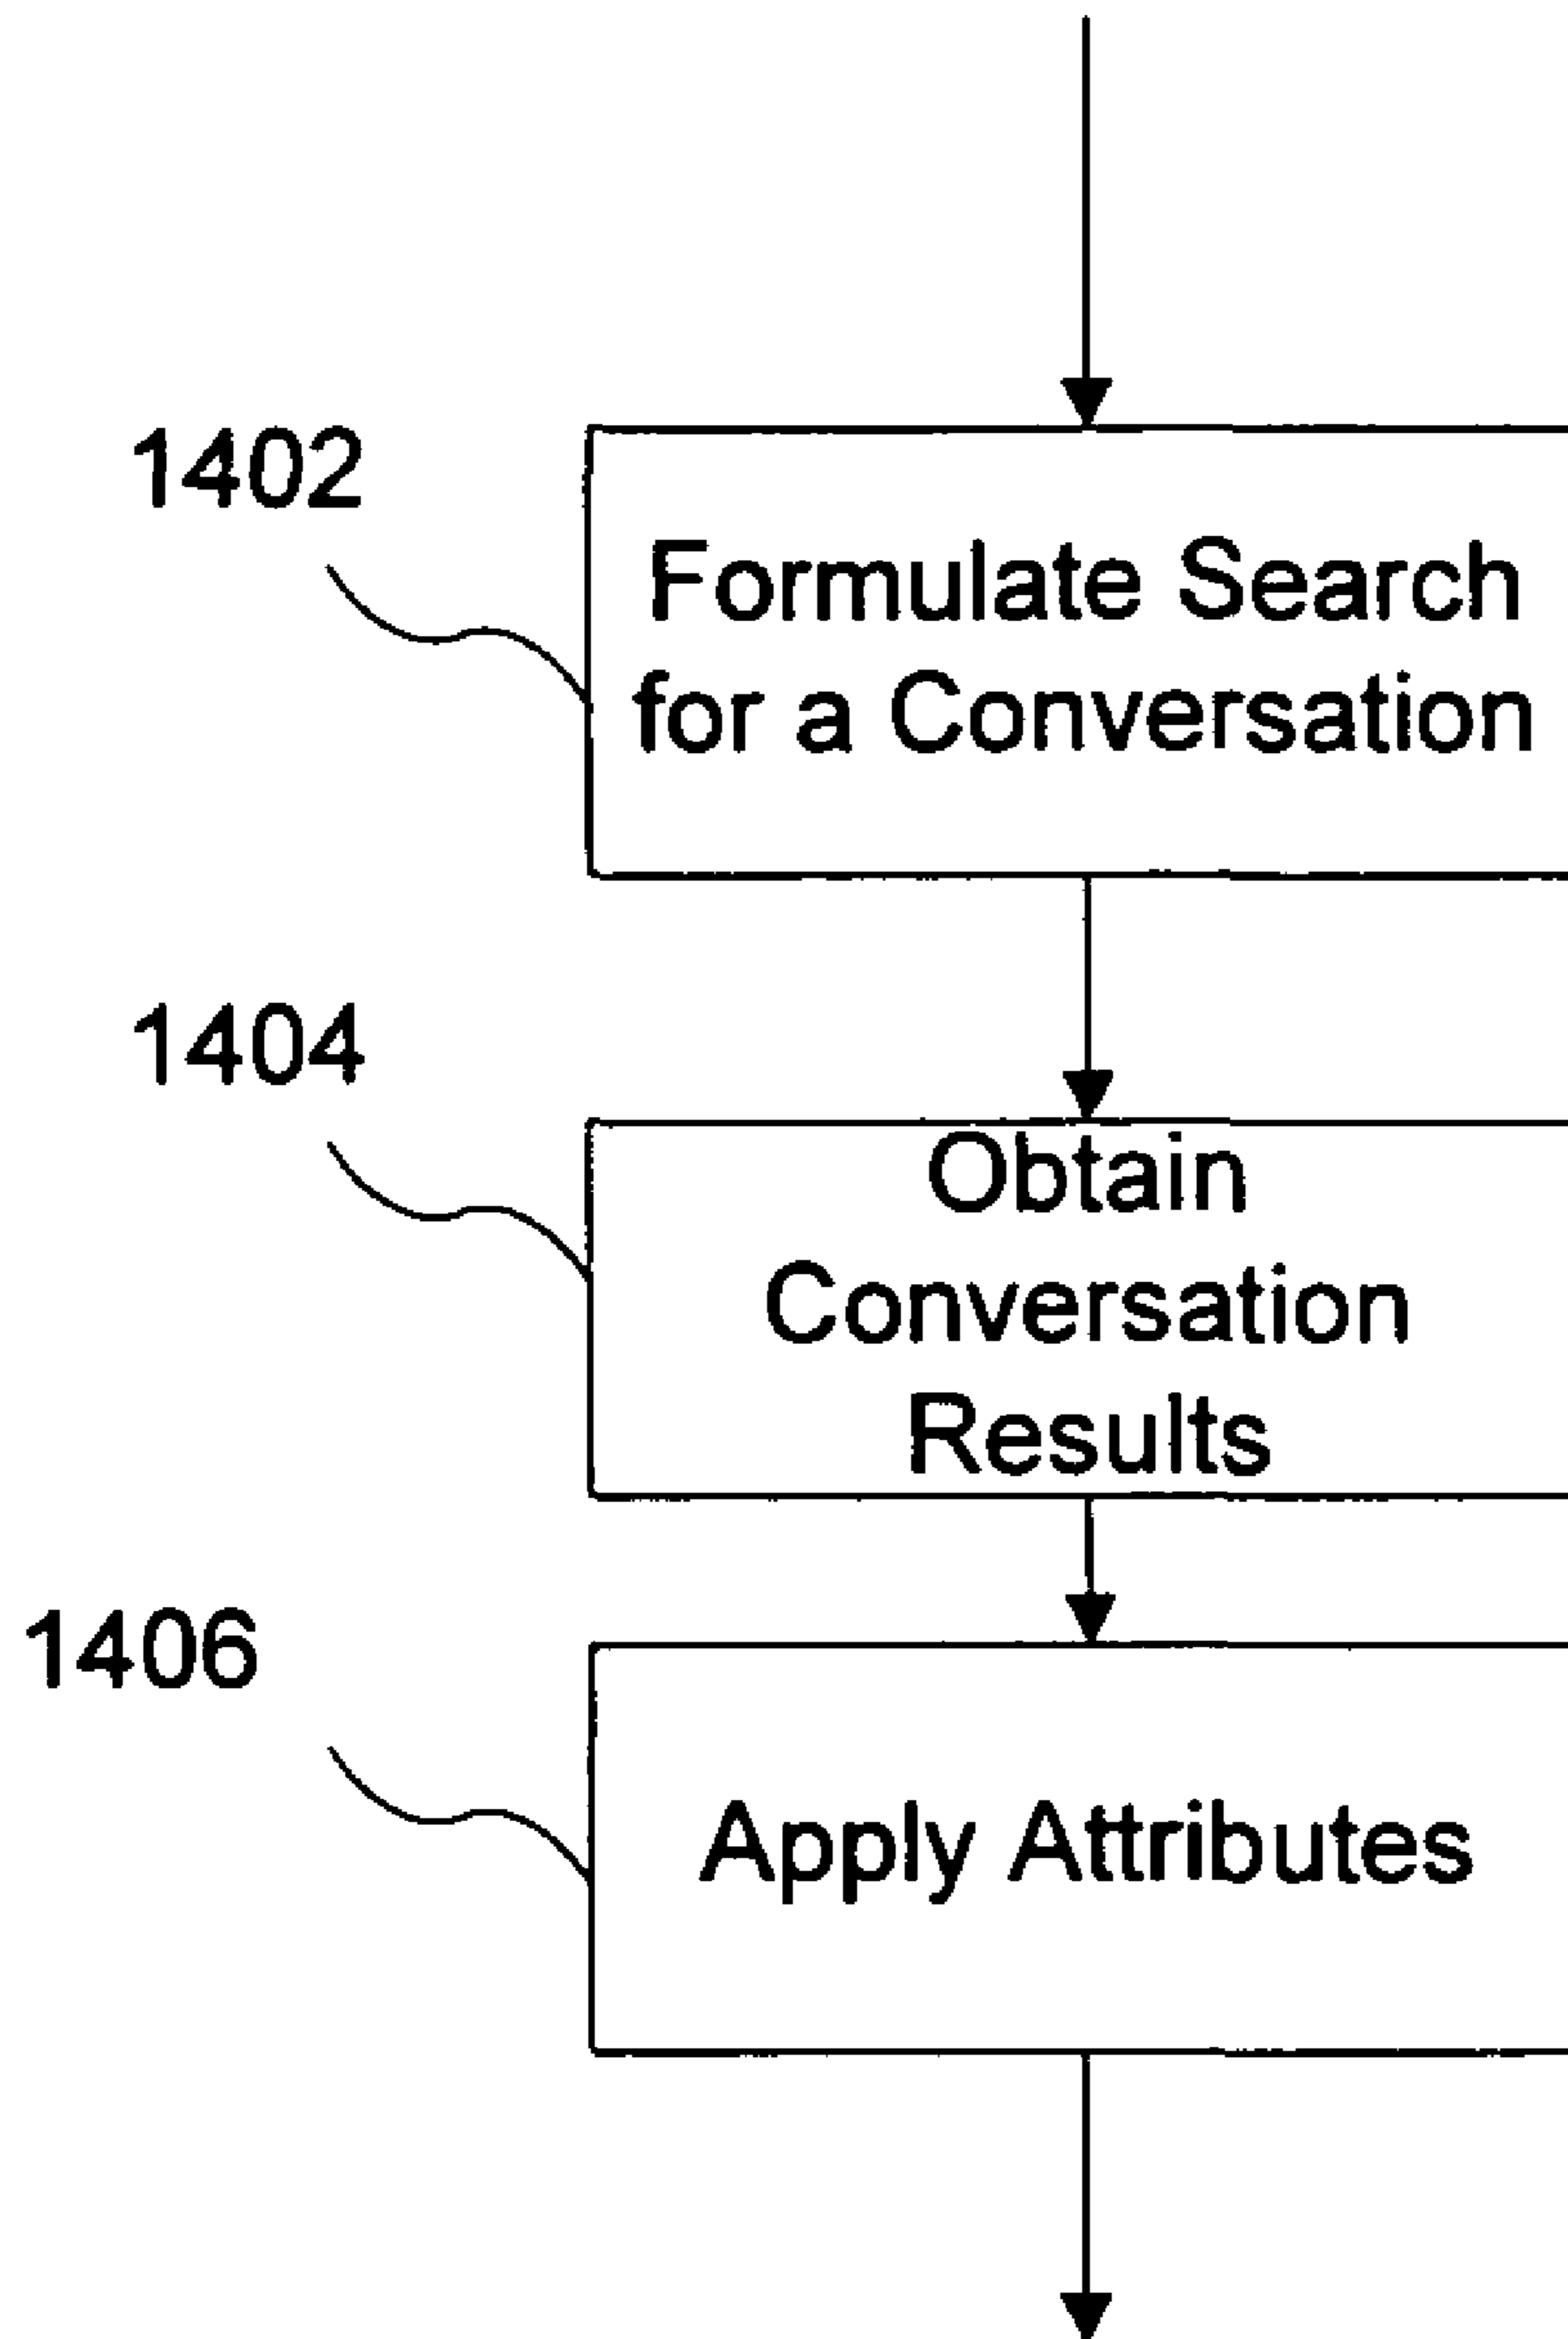 1402
Formulate Search
for a Conversation
1404
Obtain
Conversation
Results
1406
Apply Attributes